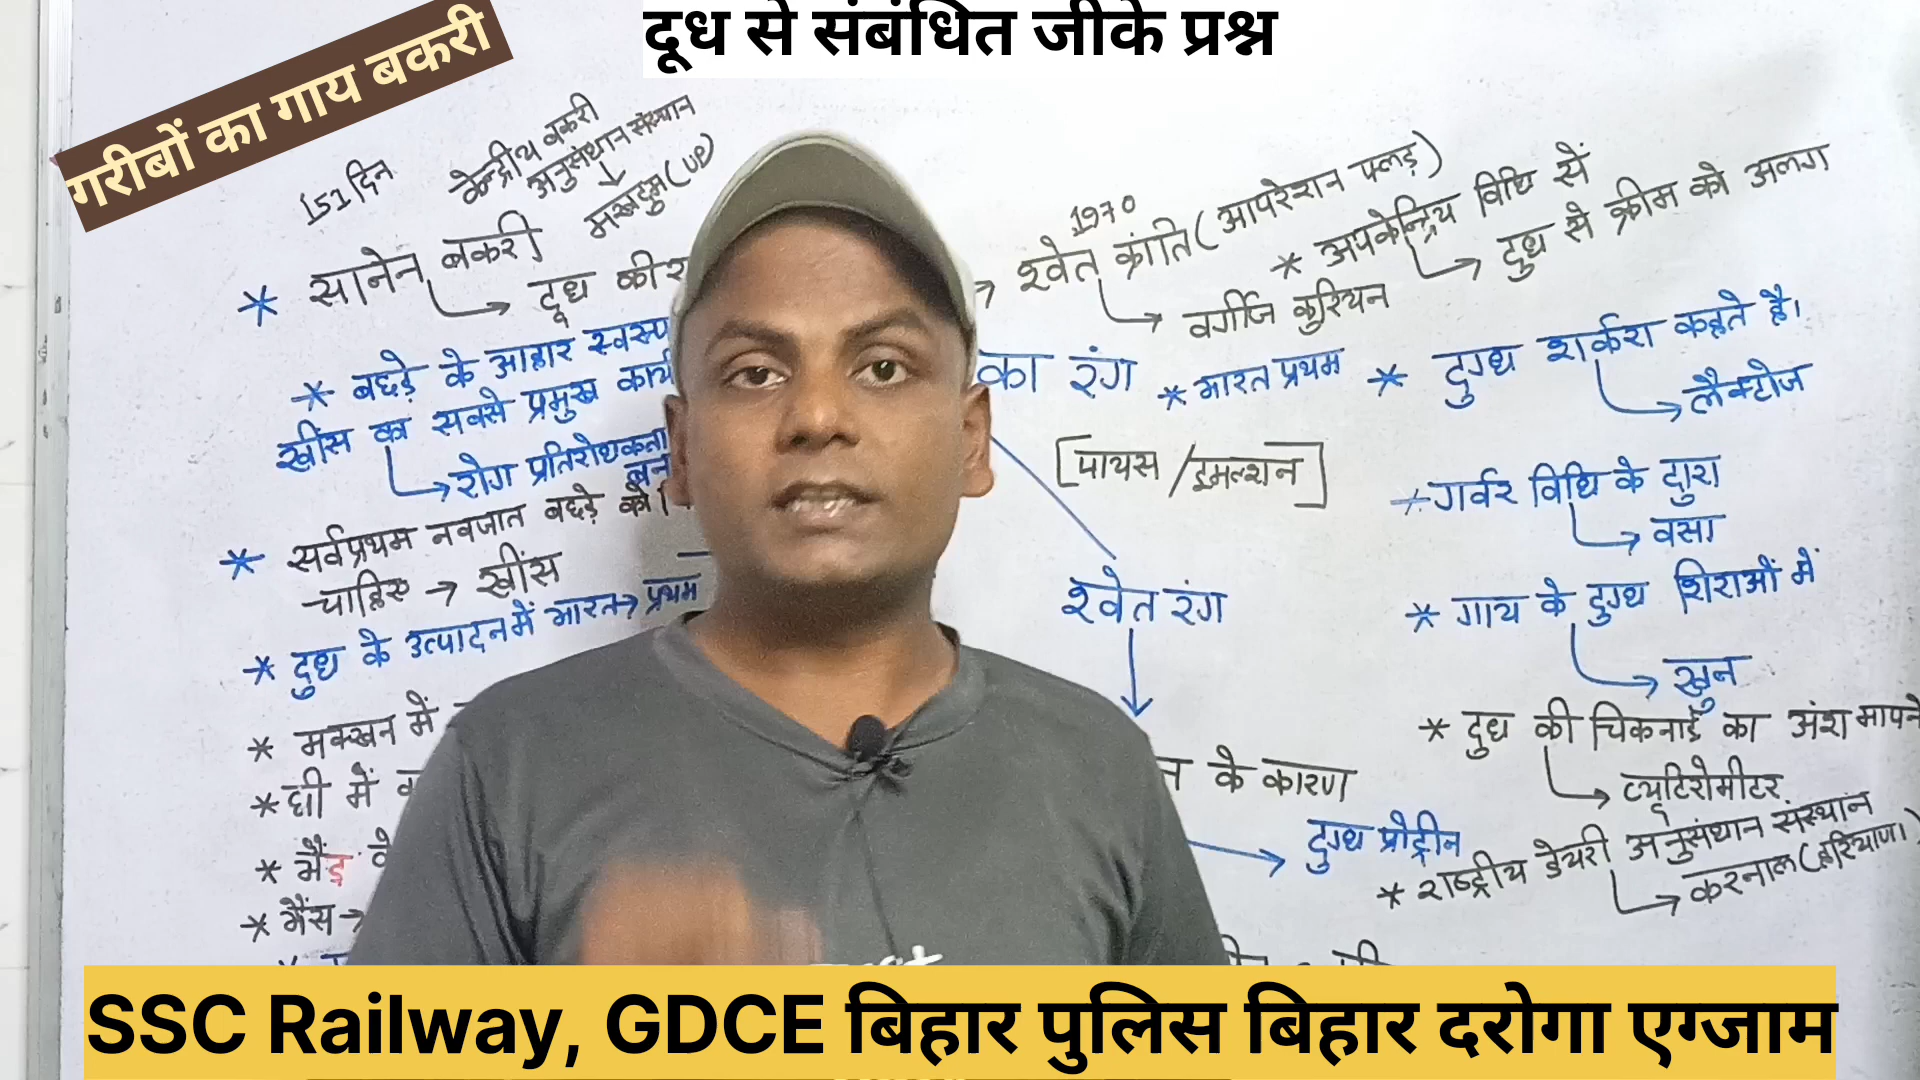 दूध से संबंधित जीके प्रश्न
गरीबों का गाय बकरी
151 दिन
केन्द्रीय बकरी
अनुसंधान संस्थान
मखदुम (UP)
* सानेन बकरी
दूध की रा
* बछड़े के आहार स्वरूप
खींस का सबसे प्रमुख कार्य
रोग प्रतिरोधकता
बन
* सर्वप्रथम नवजात बछड़े को
चाहिए → खींस
* दुध के उत्पादन में भारत → प्रथम
* मक्खन में
* घी में
* भैंड़
* भैंस →
1970
श्वेत क्रांति (आपरेशन फ्लड़)
वर्गीज कुरियन
का रंग
* भारत प्रथम
[पायस / इमल्शन]
श्वेत रंग
न के कारण
दुग्ध प्रोटीन
* अपकेन्द्रिय विधि से
दुध से क्रीम को अलग
* दुग्ध शर्करा कहते है।
लैक्टोज
* गर्वर विधि के द्वारा
वसा
* गाय के दुग्ध शिराओं में
खुन
* दुध की चिकनाई का अंश मापने
ब्यूटिरोमीटर
* राष्ट्रीय डेयरी अनुसंधान संस्थान
करनाल (हरियाणा)
SSC Railway, GDCE बिहार पुलिस बिहार दरोगा एग्जाम